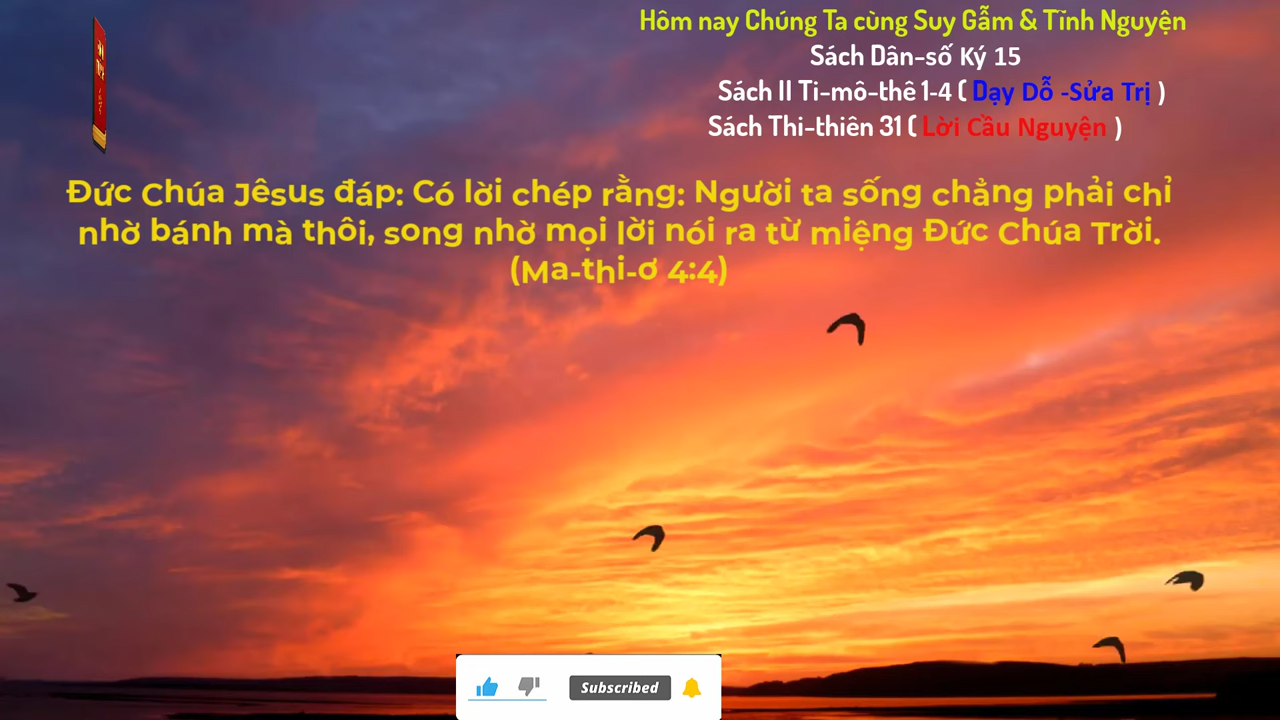 Hôm nay Chúng Ta cùng Suy Gẫm & Tĩnh Nguyện
Sách Dân-số Ký 15
Sách II Ti-mô-thê 1-4 ( Dạy Dỗ -Sửa Trị )
Sách Thi-thiên 31 ( Lời Cầu Nguyện )
Đức Chúa Jêsus đáp: Có lời chép rằng: Người ta sống chẳng phải chỉ
nhờ bánh mà thôi, song nhờ mọi lời nói ra từ miệng Đức Chúa Trời.
(Ma-thi-ơ 4:4)
Subscribed